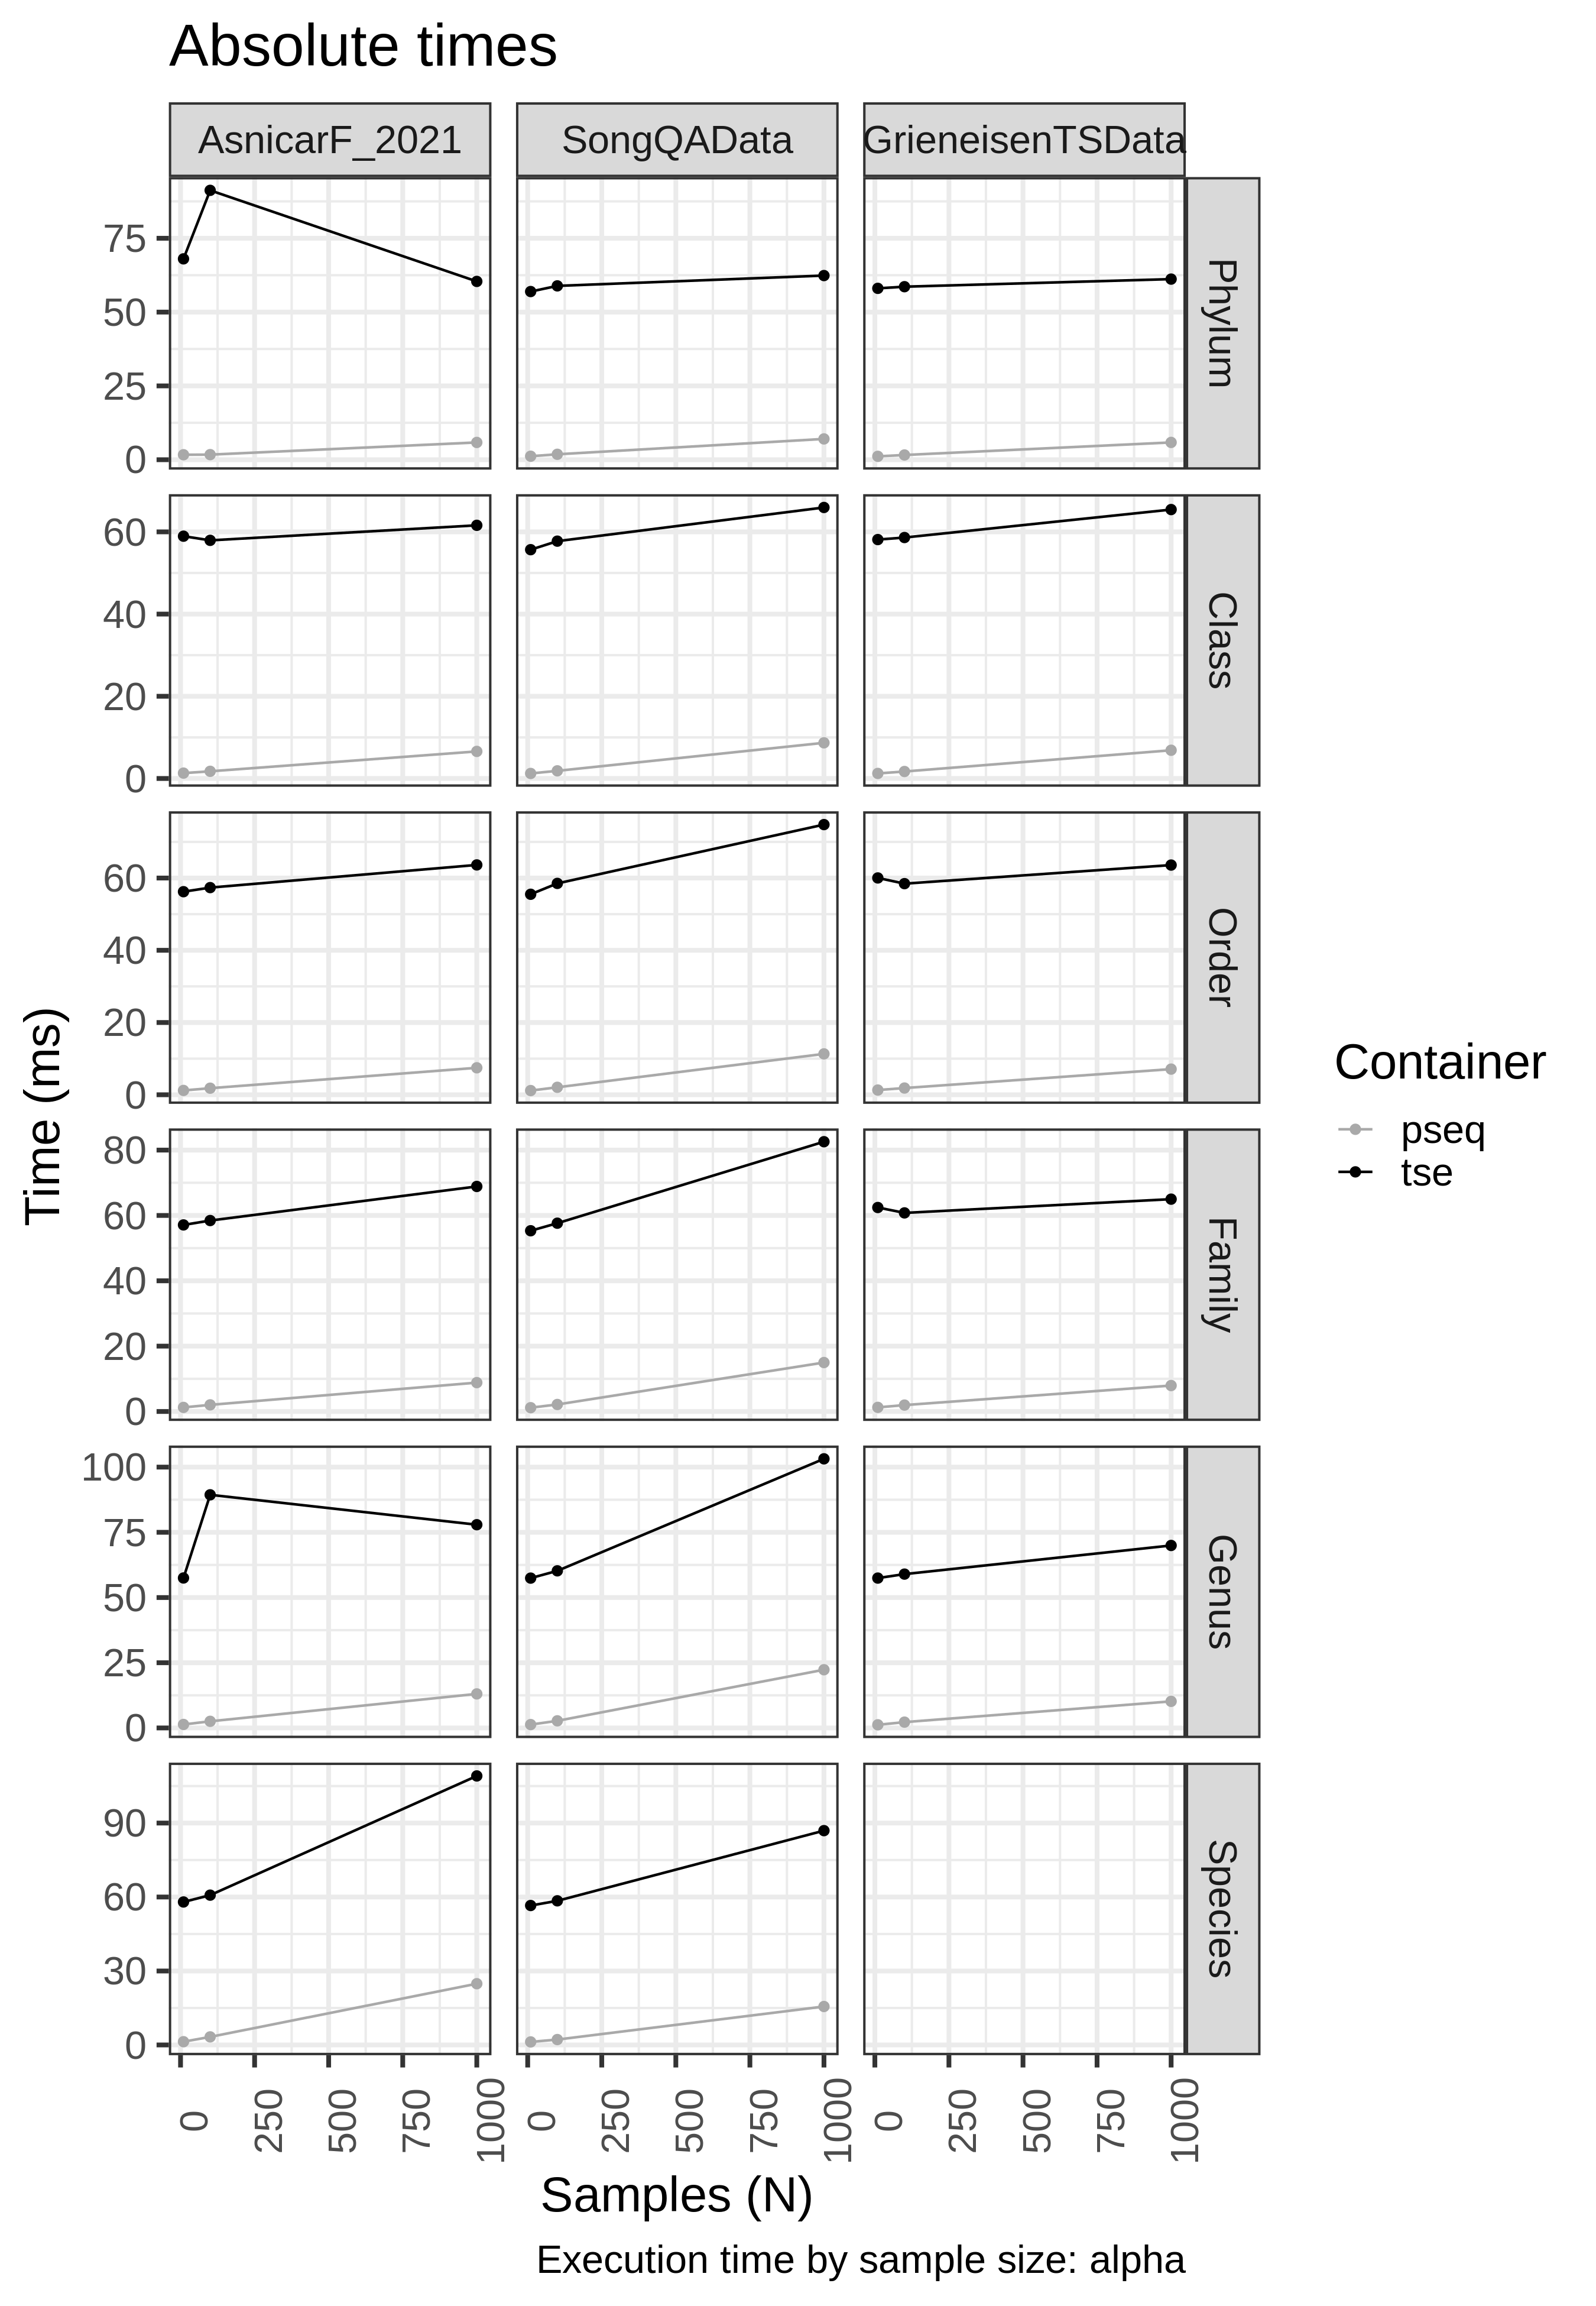 Absolute times
AsnicarF_2021 SongQAData GrieneisenTSData
75
50
25
0
Phylum
60
40
20
0
Class
60
40
20
0
Order
80
60
40
20
0
Family
100
75
50
25
0
Genus
90
60
30
0
Species
0 250 500 750 1000 0 250 500 750 1000 0 250 500 750 1000
Time (ms)
Samples (N)
Execution time by sample size: alpha
Container
pseq
tse